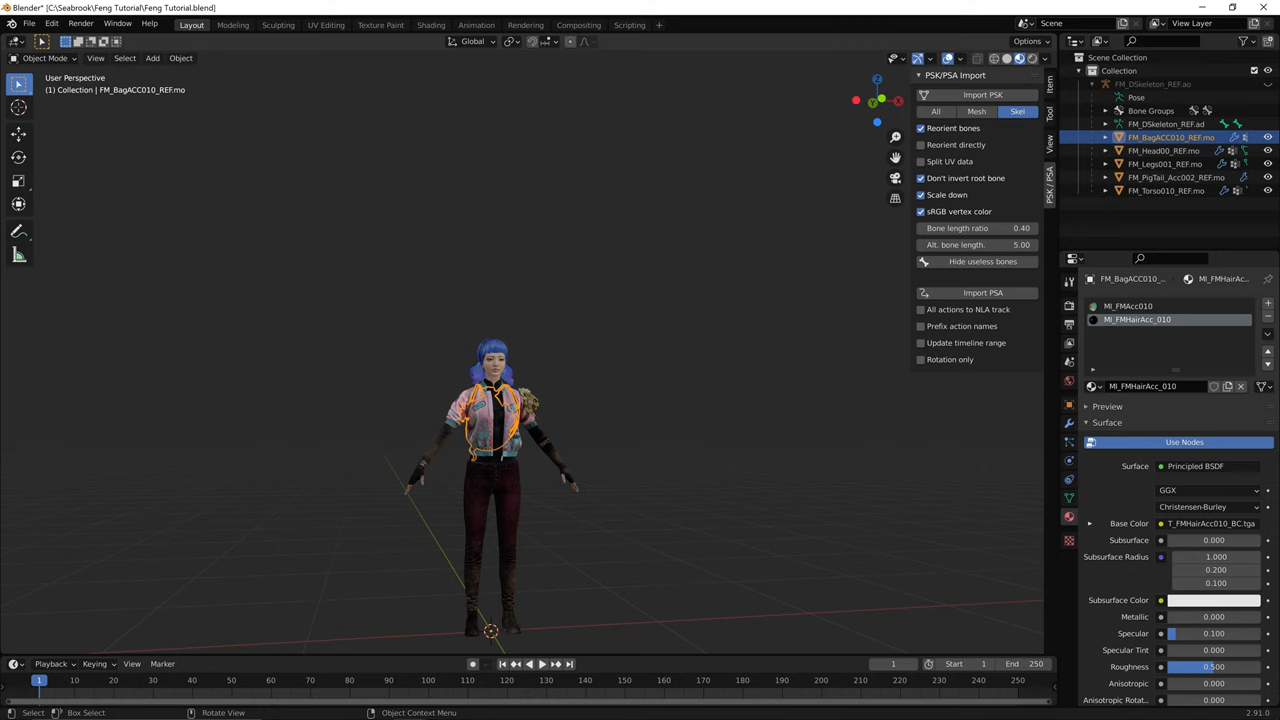 Blender* [C:\Seabrook\Feng Tutorial\Feng Tutorial.blend]
File Edit Render Window Help Layout Modeling Sculpting UV Editing Texture Paint Shading Animation Rendering Compositing Scripting Scene View Layer
Global Options
Object Mode View Select Add Object
User Perspective
(1) Collection | FM_BagACC010_REF.mo
X
Y
Z
PSK/PSA Import
Import PSK
All Mesh Skel
Reorient bones
Reorient directly
Split UV data
Don't invert root bone
Scale down
sRGB vertex color
Bone length ratio 0.40
Alt. bone length. 5.00
Hide useless bones
Import PSA
All actions to NLA track
Prefix action names
Update timeline range
Rotation only
Item
Tool
View
PSK / PSA
Scene Collection
Collection
FM_DSkeleton_REF.ao
Pose
Bone Groups
FM_DSkeleton_REF.ad
FM_BagACC010_REF.mo
FM_Head00_REF.mo
FM_Legs001_REF.mo
FM_PigTail_Acc002_REF.mo
FM_Torso010_REF.mo
FM_BagACC010_... MI_FMHairAc...
MI_FMAcc010
MI_FMHairAcc_010
MI_FMHairAcc_010
Preview
Surface
Use Nodes
Surface Principled BSDF
GGX
Christensen-Burley
Base Color T_FMHairAcc010_BC.tga
Subsurface 0.000
Subsurface Radius 1.000
0.200
0.100
Subsurface Color
Metallic 0.000
Specular 0.100
Specular Tint 0.000
Roughness 0.500
Anisotropic 0.000
Anisotropic Rotat... 0.000
Playback Keying View Marker 1 Start 1 End 250
1 10 20 30 40 50 60 70 80 90 100 110 120 130 140 150 160 170 180 190 200 210 220 230 240 250
Select Box Select Rotate View Object Context Menu 2.91.0